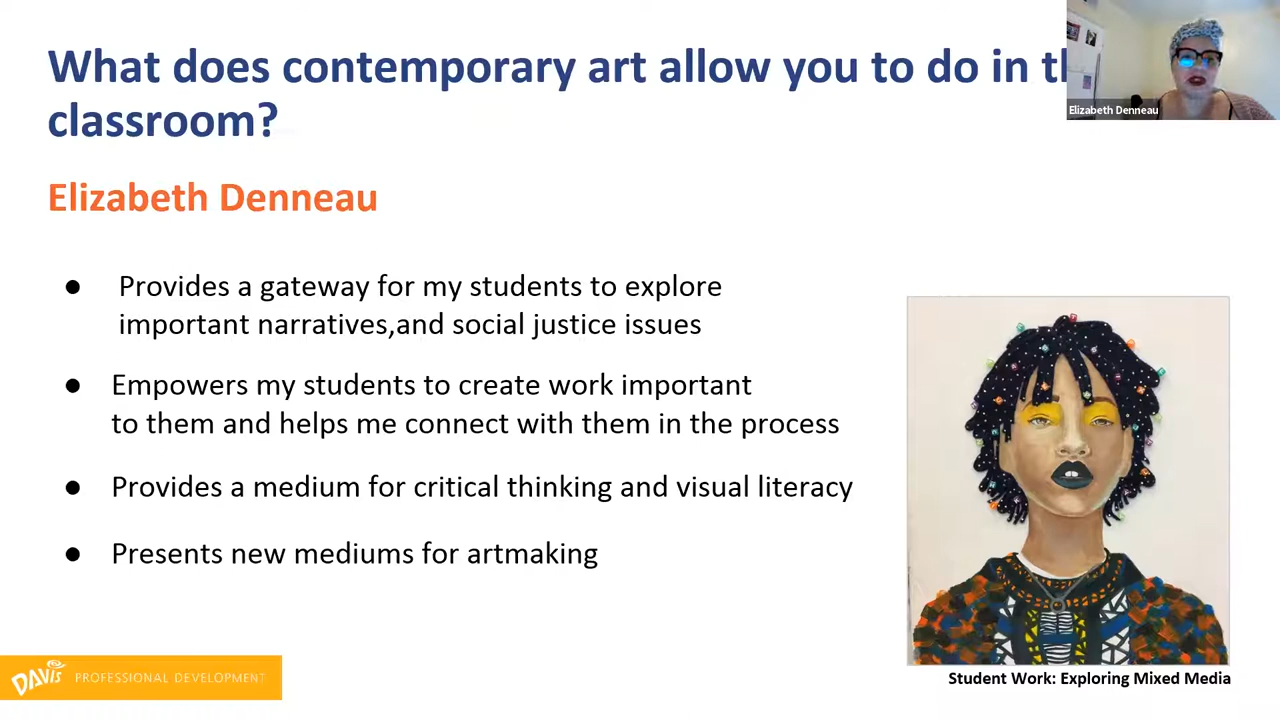 What does contemporary art allow you to do in th
classroom?
Elizabeth Denneau
Elizabeth Denneau
● Provides a gateway for my students to explore
important narratives,and social justice issues
● Empowers my students to create work important
to them and helps me connect with them in the process
● Provides a medium for critical thinking and visual literacy
● Presents new mediums for artmaking
Student Work: Exploring Mixed Media
DAVIS PROFESSIONAL DEVELOPMENT